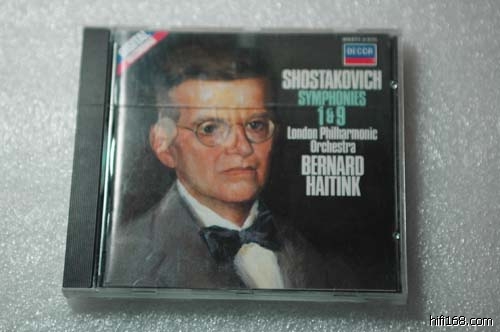 DECCA
SHOSTAKOVICH
SYMPHONIES
1 & 9
London Philharmonic
Orchestra
BERNARD
HAITINK
hifi168.com